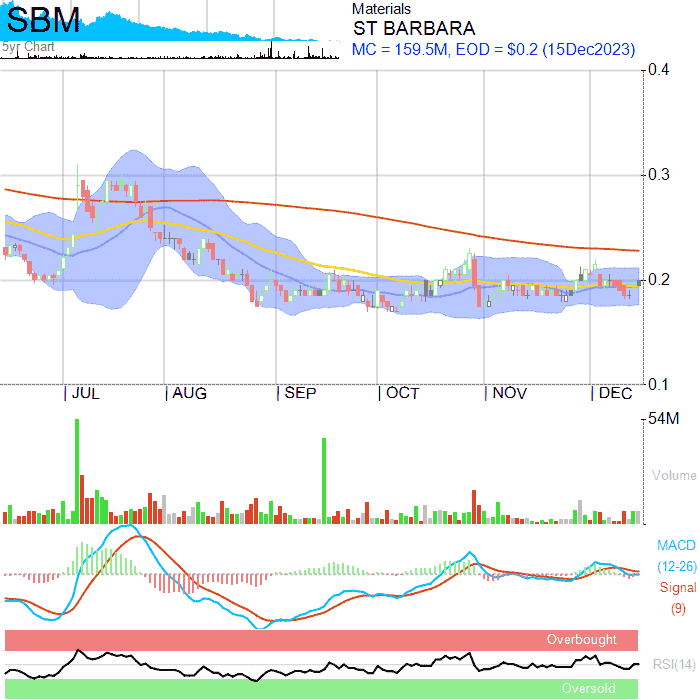 SBM
5yr Chart
Materials
ST BARBARA
MC = 159.5M, EOD = $0.2 (15Dec2023)
0.4
0.3
0.2
0.1
JUL AUG SEP OCT NOV DEC
54M
Volume
MACD
(12-26)
Signal
(9)
Overbought
RSI(14)
Oversold